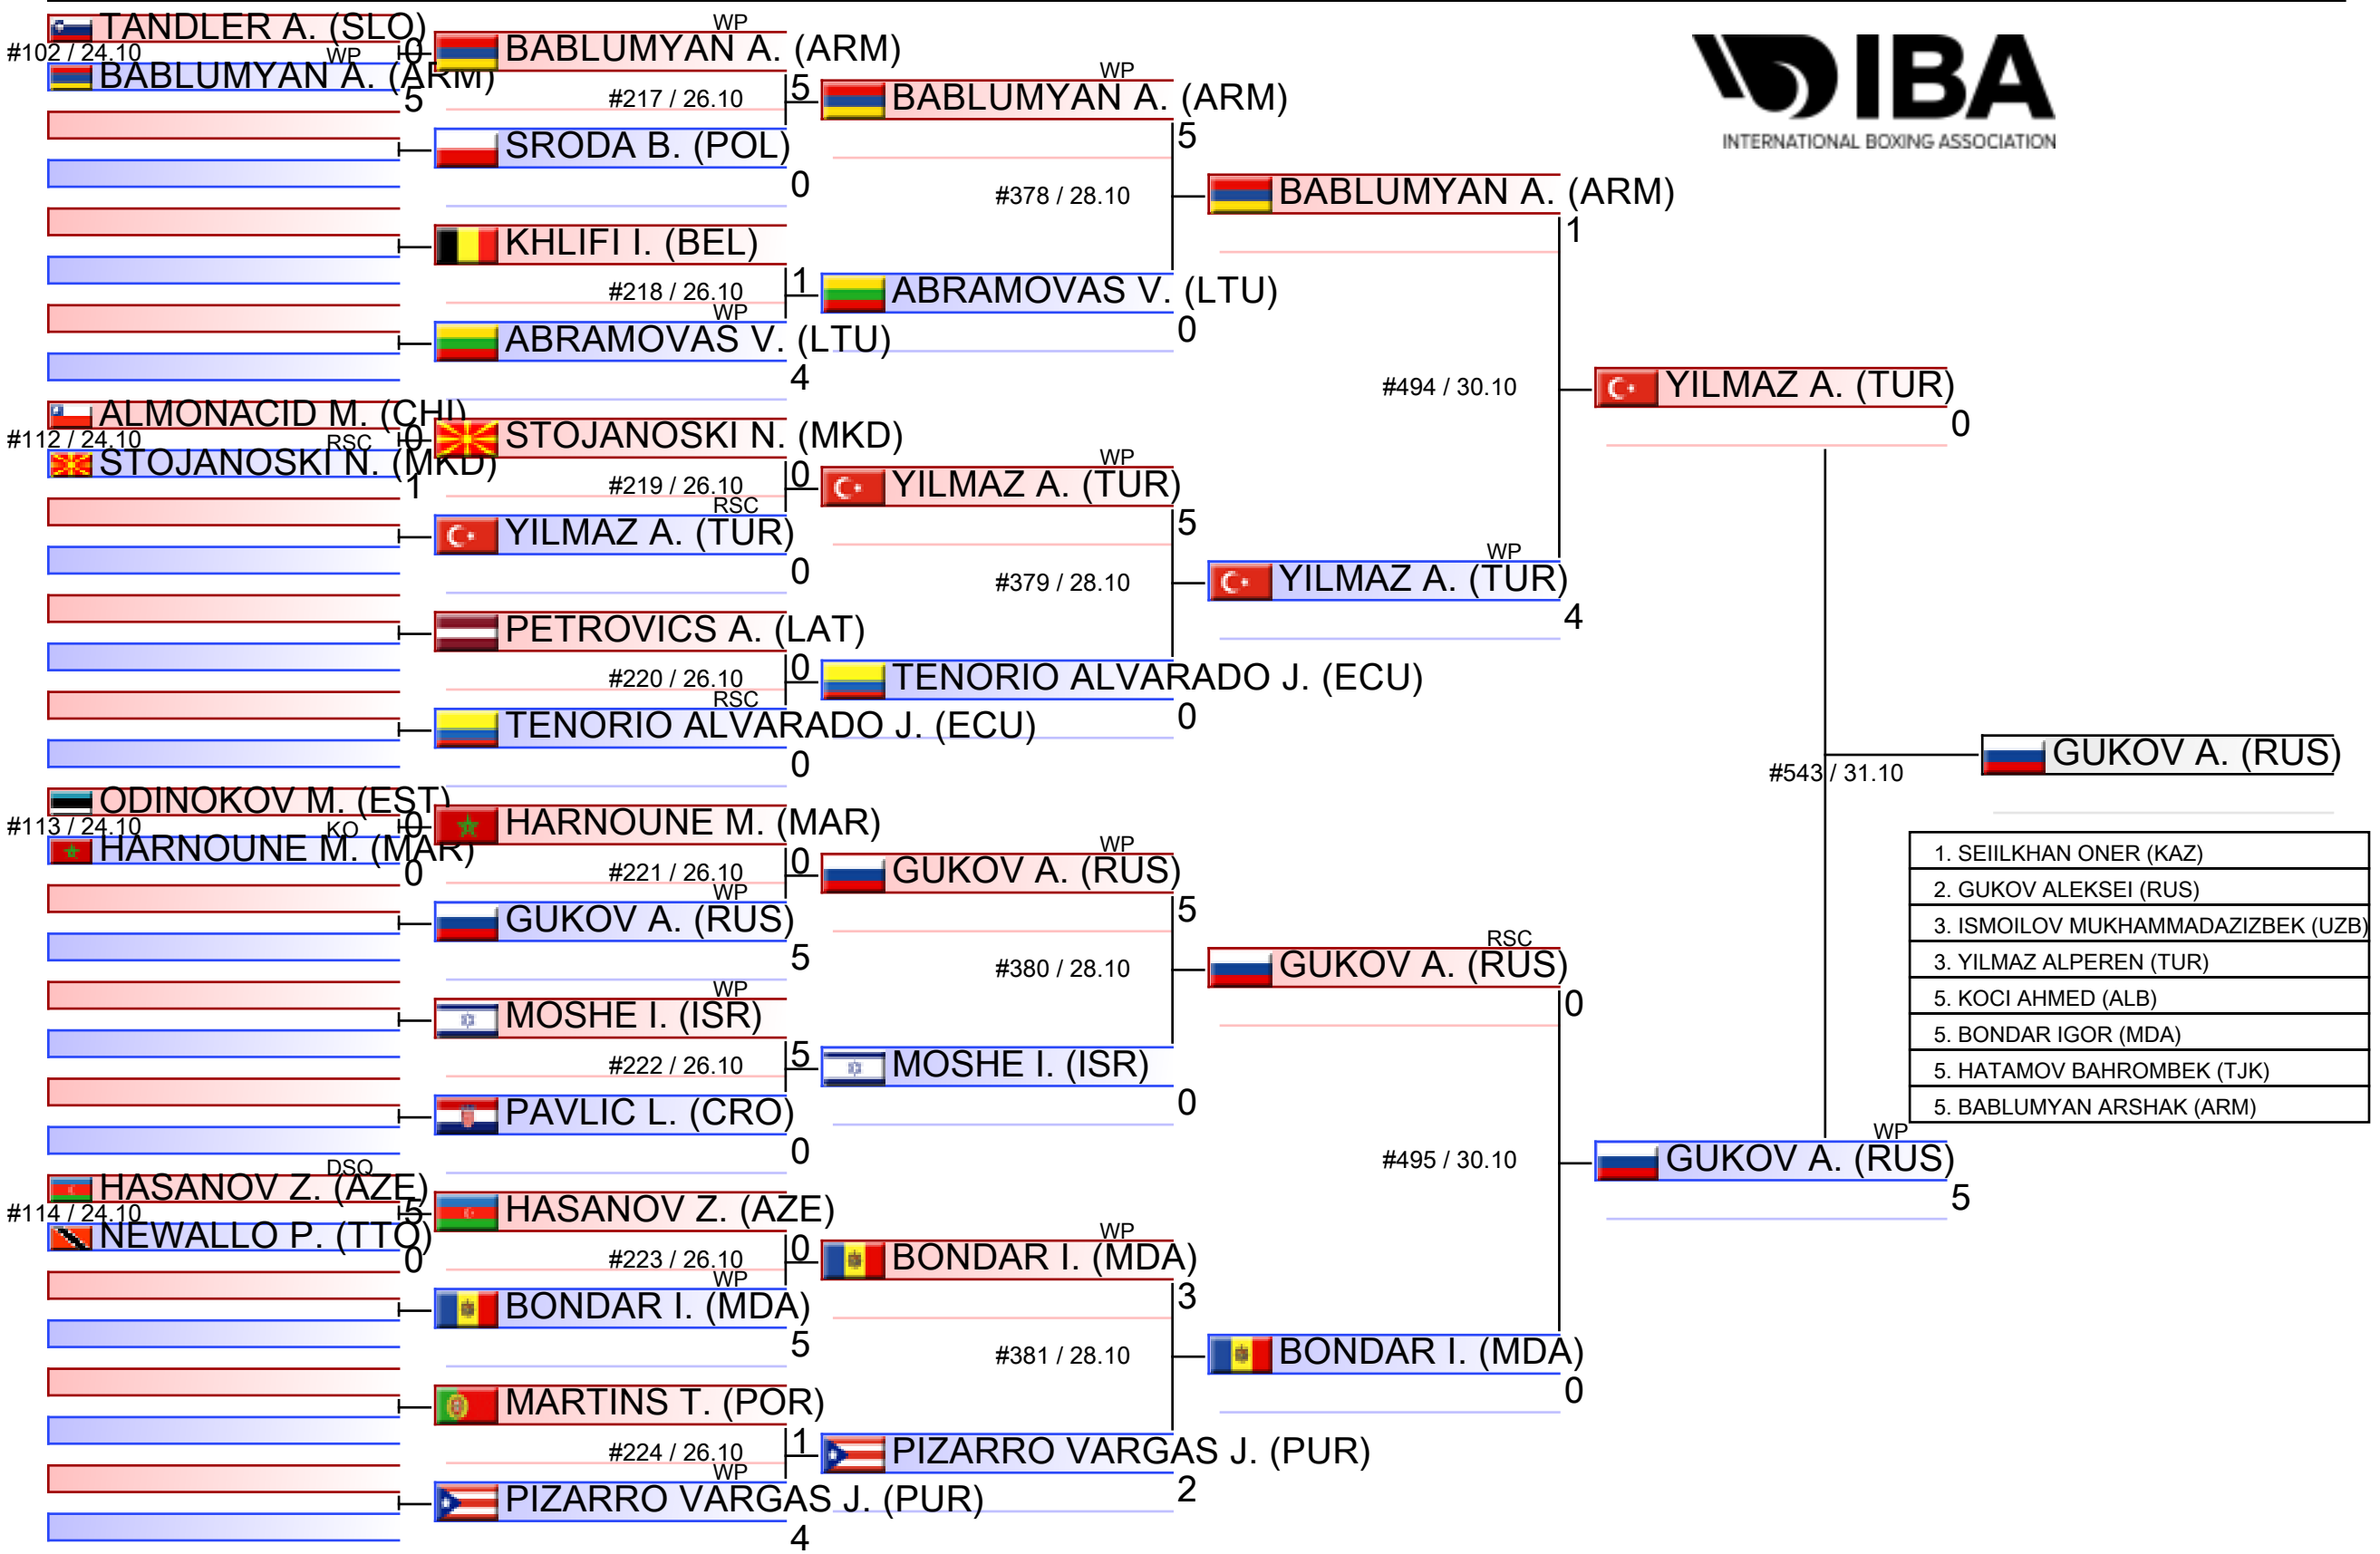 IBA
INTERNATIONAL BOXING ASSOCIATION
TANDLER A. (SLO)
0
#102 / 24.10
WP
BABLUMYAN A. (ARM)
5
ALMONACID M. (CHI)
0
#112 / 24.10
RSC
STOJANOSKI N. (MKD)
1
ODINOKOV M. (EST)
0
#113 / 24.10
KO
HARNOUNE M. (MAR)
0
DSQ
HASANOV Z. (AZE)
5
#114 / 24.10
NEWALLO P. (TTO)
0
WP
BABLUMYAN A. (ARM)
5
#217 / 26.10
SRODA B. (POL)
0
KHLIFI I. (BEL)
1
#218 / 26.10
WP
ABRAMOVAS V. (LTU)
4
STOJANOSKI N. (MKD)
0
#219 / 26.10
RSC
YILMAZ A. (TUR)
0
PETROVICS A. (LAT)
0
#220 / 26.10
RSC
TENORIO ALVARADO J. (ECU)
0
HARNOUNE M. (MAR)
0
#221 / 26.10
WP
GUKOV A. (RUS)
5
WP
MOSHE I. (ISR)
5
#222 / 26.10
PAVLIC L. (CRO)
0
HASANOV Z. (AZE)
0
#223 / 26.10
WP
BONDAR I. (MDA)
5
MARTINS T. (POR)
1
#224 / 26.10
WP
PIZARRO VARGAS J. (PUR)
4
WP
BABLUMYAN A. (ARM)
5
#378 / 28.10
ABRAMOVAS V. (LTU)
0
WP
YILMAZ A. (TUR)
5
#379 / 28.10
TENORIO ALVARADO J. (ECU)
0
WP
GUKOV A. (RUS)
5
#380 / 28.10
MOSHE I. (ISR)
0
WP
BONDAR I. (MDA)
3
#381 / 28.10
PIZARRO VARGAS J. (PUR)
2
BABLUMYAN A. (ARM)
1
#494 / 30.10
WP
YILMAZ A. (TUR)
4
RSC
GUKOV A. (RUS)
0
#495 / 30.10
BONDAR I. (MDA)
0
YILMAZ A. (TUR)
0
#543 / 31.10
WP
GUKOV A. (RUS)
5
GUKOV A. (RUS)
1. SEIILKHAN ONER (KAZ)
2. GUKOV ALEKSEI (RUS)
3. ISMOILOV MUKHAMMADAZIZBEK (UZB)
3. YILMAZ ALPEREN (TUR)
5. KOCI AHMED (ALB)
5. BONDAR IGOR (MDA)
5. HATAMOV BAHROMBEK (TJK)
5. BABLUMYAN ARSHAK (ARM)